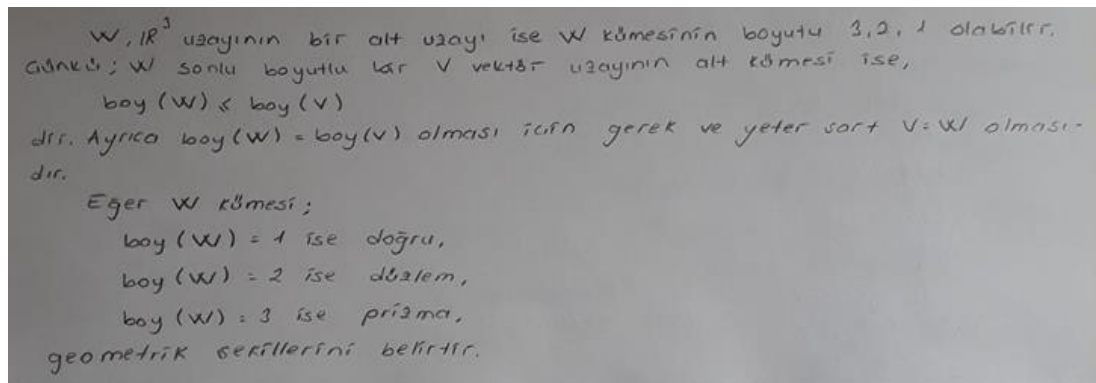 W, IR³ uzayının bir alt uzayı ise W kümesinin boyutu 3, 2, 1 olabilir.
Çünkü; W sonlu boyutlu bir V vektör uzayının alt kümesi ise,
boy (W) ≤ boy (V)
dir. Ayrıca boy (W) = boy (V) olması için gerek ve yeter şart V = W olması-
dır.
Eğer W kümesi;
boy (W) = 1 ise doğru,
boy (W) = 2 ise düzlem,
boy (W) = 3 ise prizma,
geometrik şekillerini belirtir.